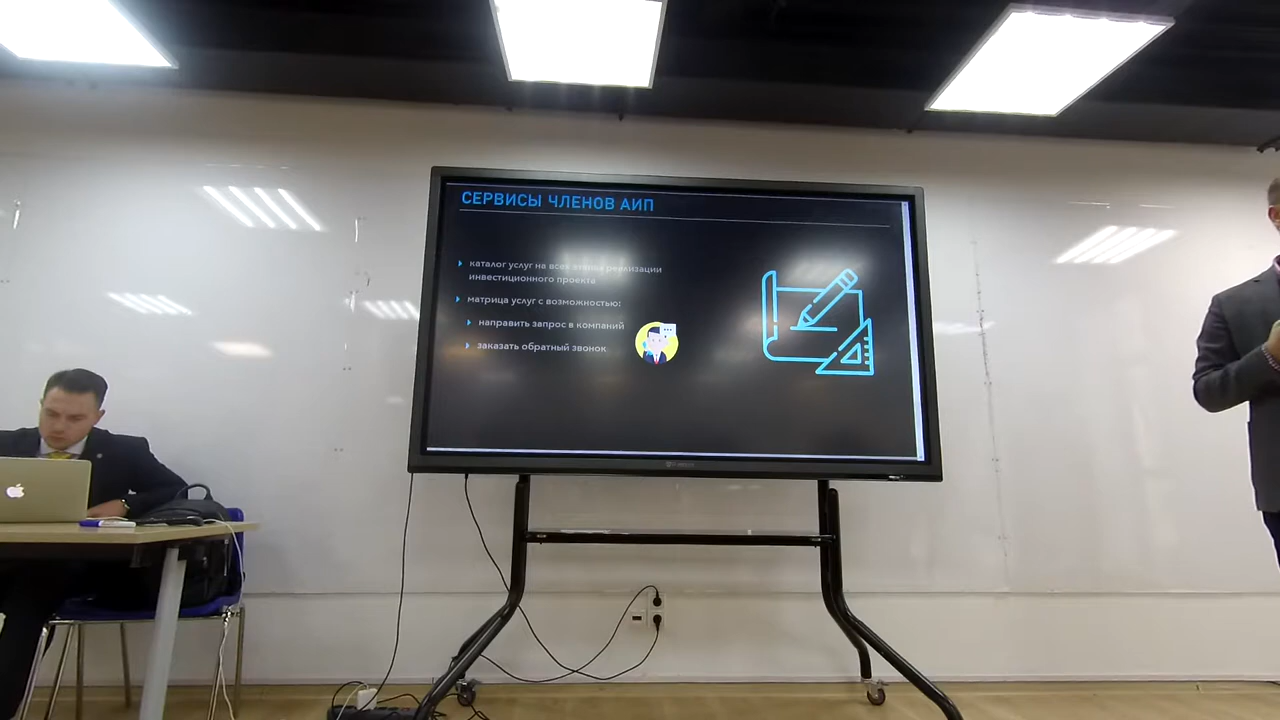 СЕРВИСЫ ЧЛЕНОВ АИП
каталог услуг на всех этапах реализации
инвестиционного проекта
матрица услуг с возможностью:
направить запрос в компаний
заказать обратный звонок